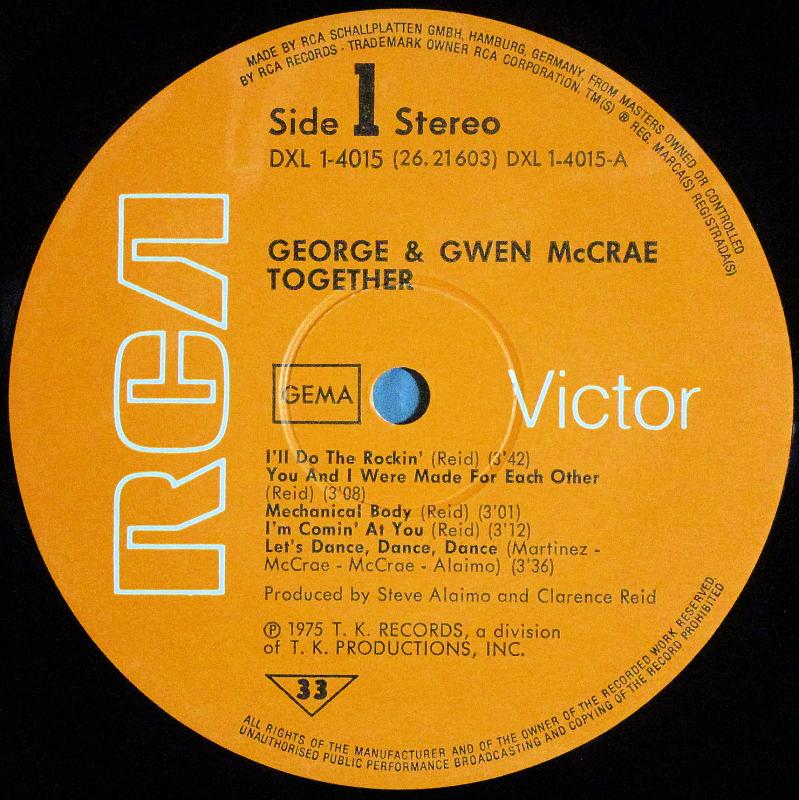 MADE BY RCA SCHALLPLATTEN GMBH, HAMBURG, GERMANY, FROM MASTERS OWNED OR CONTROLLED
BY RCA RECORDS · TRADEMARK OWNER RCA CORPORATION, TM(S) ® REG. MARCA(S) REGISTRADA(S)
Side 1 Stereo
DXL 1-4015 (26.21603) DXL 1-4015-A
RCA
GEORGE & GWEN McCRAE
TOGETHER
GEMA
Victor
I'll Do The Rockin' (Reid) (3'42)
You And I Were Made For Each Other
(Reid) (3'08)
Mechanical Body (Reid) (3'01)
I'm Comin' At You (Reid) (3'12)
Let's Dance, Dance, Dance (Martinez -
McCrae - McCrae - Alaimo) (3'36)
Produced by Steve Alaimo and Clarence Reid
℗ 1975 T. K. RECORDS, a division
of T. K. PRODUCTIONS, INC.
33
ALL RIGHTS OF THE MANUFACTURER AND OF THE OWNER OF THE RECORDED WORK RESERVED.
UNAUTHORISED PUBLIC PERFORMANCE BROADCASTING AND COPYING OF THE RECORD PROHIBITED